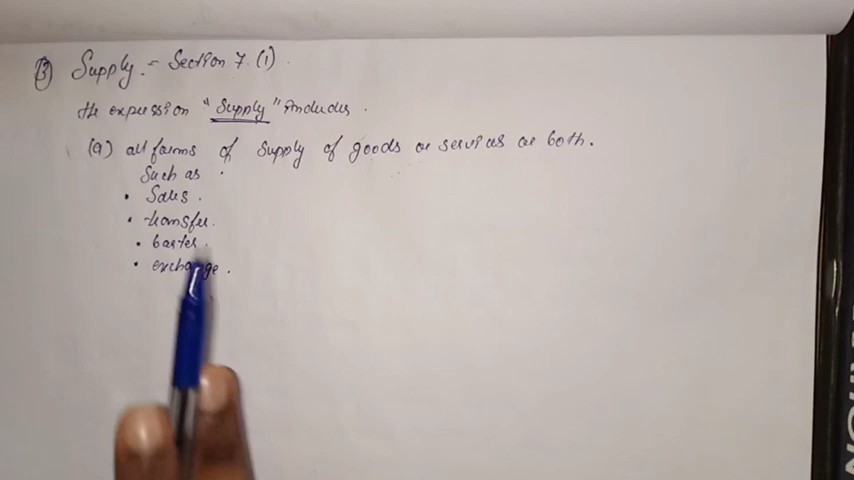 (B) Supply :- Section 7.(1).
the expression "Supply" includes.
(a) all forms of supply of goods or services or both.
Such as
• Sales.
• transfer.
• barter.
• exchange.